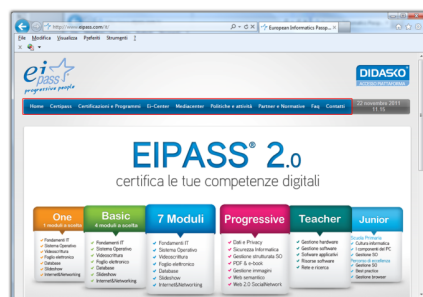 http://www.eipass.com/it/
European Informatics Passp...
File Modifica Visualizza Preferiti Strumenti ?
ei pass
progressive people
DIDASKO
Home Certipass Certificazioni e Programmi Ei-Center Mediacenter Politiche e attività Partner e Normative Faq Contatti
22 novembre 2011
11.15
EIPASS® 2.0
certifica le tue competenze digitali
One
1 moduli a scelta
Fondamenti IT
Sistema Operativo
Videoscrittura
Foglio elettronico
Database
Slideshow
Internet&Networking
Basic
4 moduli a scelta
Fondamenti IT
Sistema Operativo
Videoscrittura
Foglio elettronico
Database
Slideshow
Internet&Networking
7 Moduli
Fondamenti IT
Sistema Operativo
Videoscrittura
Foglio elettronico
Database
Slideshow
Internet&Networking
Progressive
Dati e Privacy
Sicurezza informatica
Gestione strutturata SO
PDF & e-book
Gestione immagini
Web semantico
Web 2.0 SocialNetwork
Teacher
Gestione hardware
Gestione software
Software applicativi
Risorse software
Rete e ricerca
Junior
Scuola Primaria
Cultura informatica
I componenti del PC
Gestione SO
Gestione SO
Best practice
Gestione browser